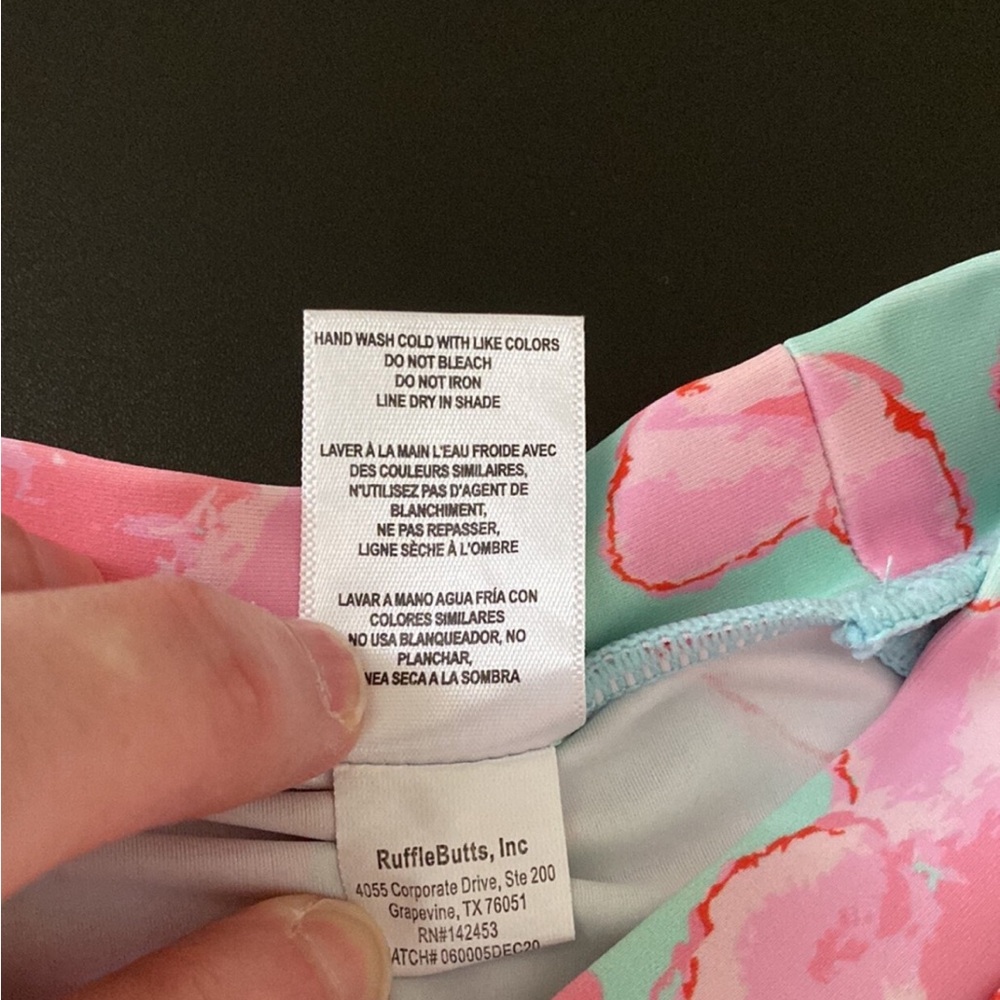 HAND WASH COLD WITH LIKE COLORS
DO NOT BLEACH
DO NOT IRON
LINE DRY IN SHADE
LAVER À LA MAIN L'EAU FROIDE AVEC
DES COULEURS SIMILAIRES,
N'UTILISEZ PAS D'AGENT DE
BLANCHIMENT,
NE PAS REPASSER,
LIGNE SÈCHE À L'OMBRE
LAVAR A MANO AGUA FRÍA CON
COLORES SIMILARES
NO USA BLANQUEADOR, NO
PLANCHAR,
SECA A LA SOMBRA
RuffleButts, Inc
4055 Corporate Drive, Ste 200
Grapevine, TX 76051
RN#142453
060005DEC20